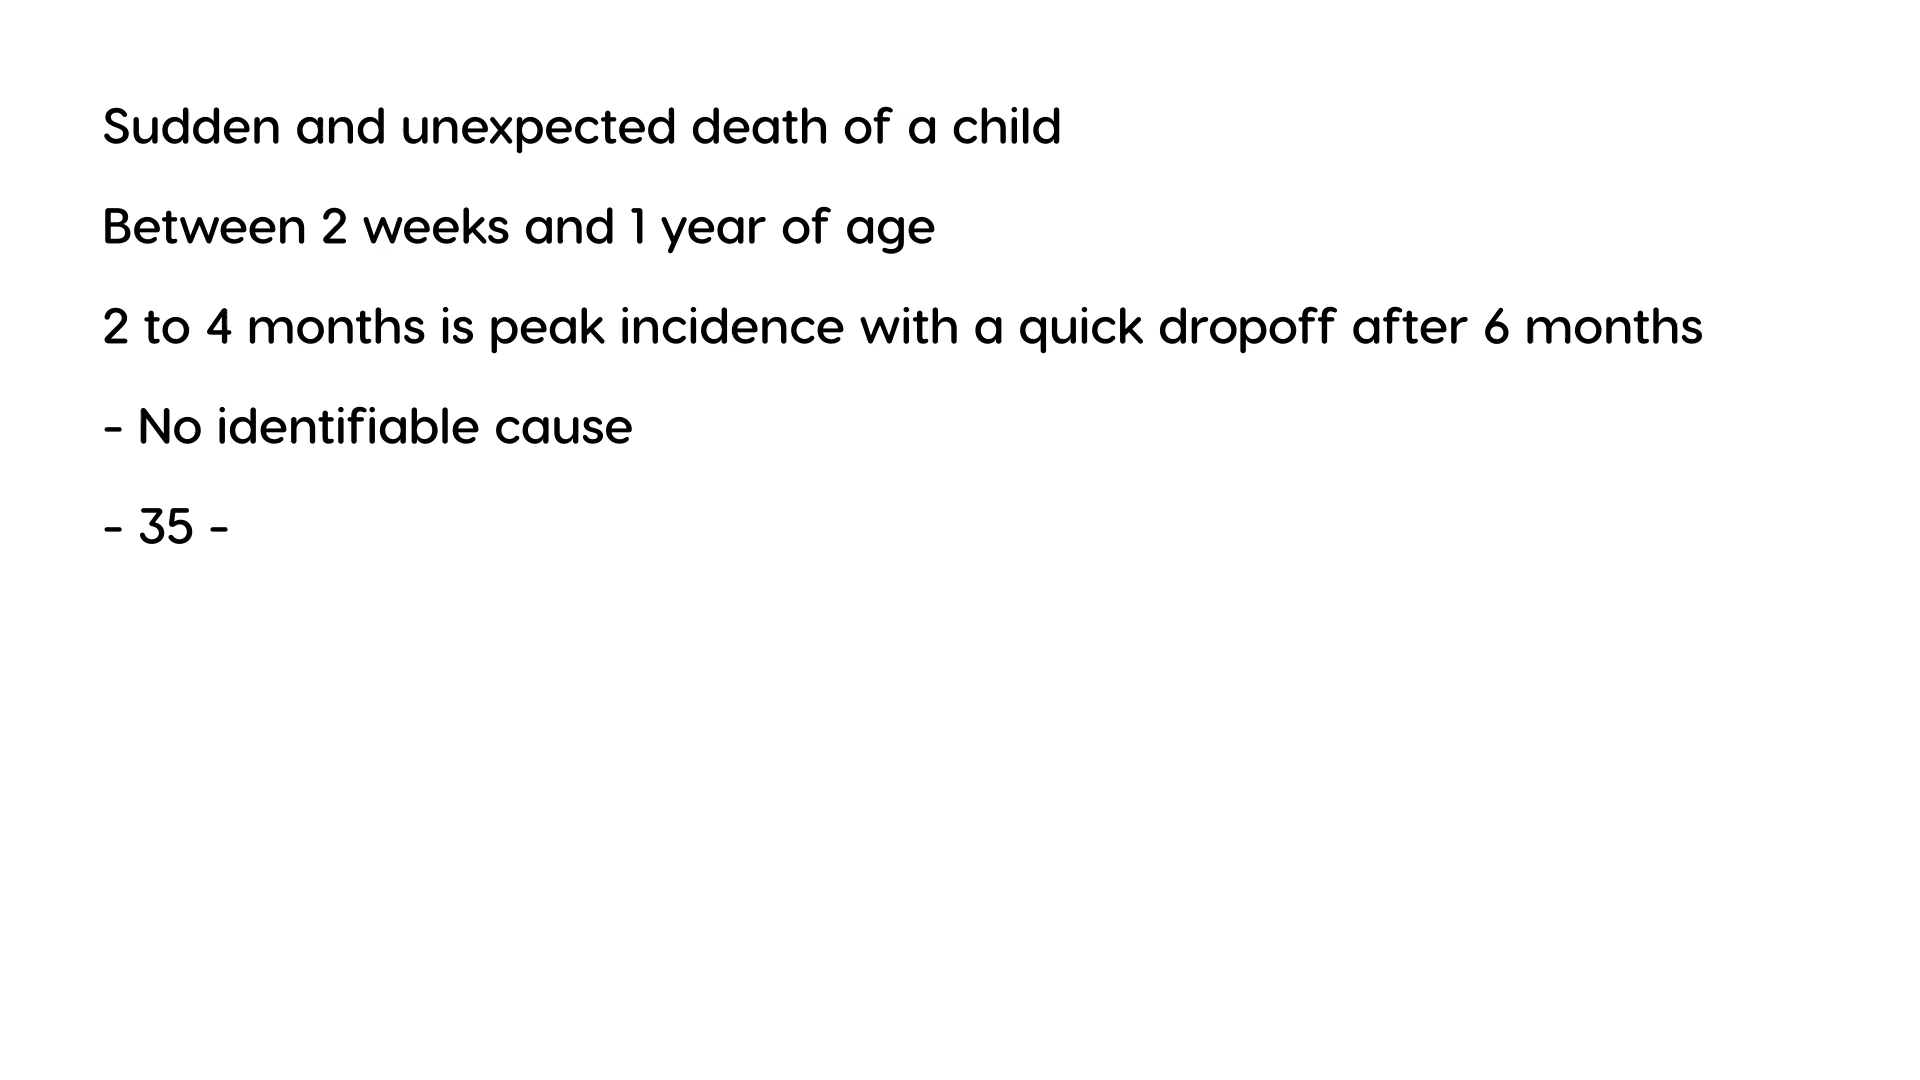 Sudden and unexpected death of a child
Between 2 weeks and 1 year of age
2 to 4 months is peak incidence with a quick dropoff after 6 months
- No identifiable cause
- 35 -